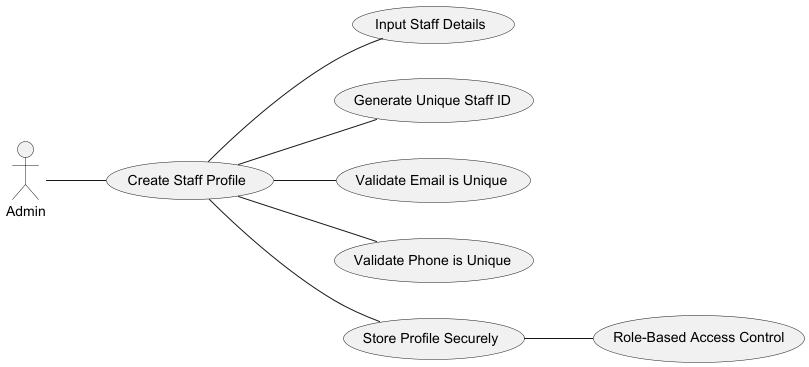 Input Staff Details
Generate Unique Staff ID
Admin
Create Staff Profile
Validate Email is Unique
Validate Phone is Unique
Store Profile Securely
Role-Based Access Control